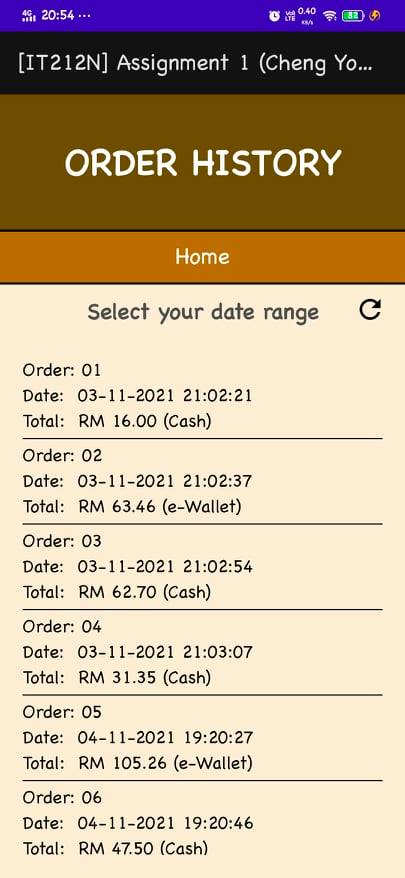 4G 20:54 ...
VoD LTE 0.40 KB/s 82
[IT212N] Assignment 1 (Cheng Yo...
ORDER HISTORY
Home
Select your date range
Order: 01
Date: 03-11-2021 21:02:21
Total: RM 16.00 (Cash)
Order: 02
Date: 03-11-2021 21:02:37
Total: RM 63.46 (e-Wallet)
Order: 03
Date: 03-11-2021 21:02:54
Total: RM 62.70 (Cash)
Order: 04
Date: 03-11-2021 21:03:07
Total: RM 31.35 (Cash)
Order: 05
Date: 04-11-2021 19:20:27
Total: RM 105.26 (e-Wallet)
Order: 06
Date: 04-11-2021 19:20:46
Total: RM 47.50 (Cash)